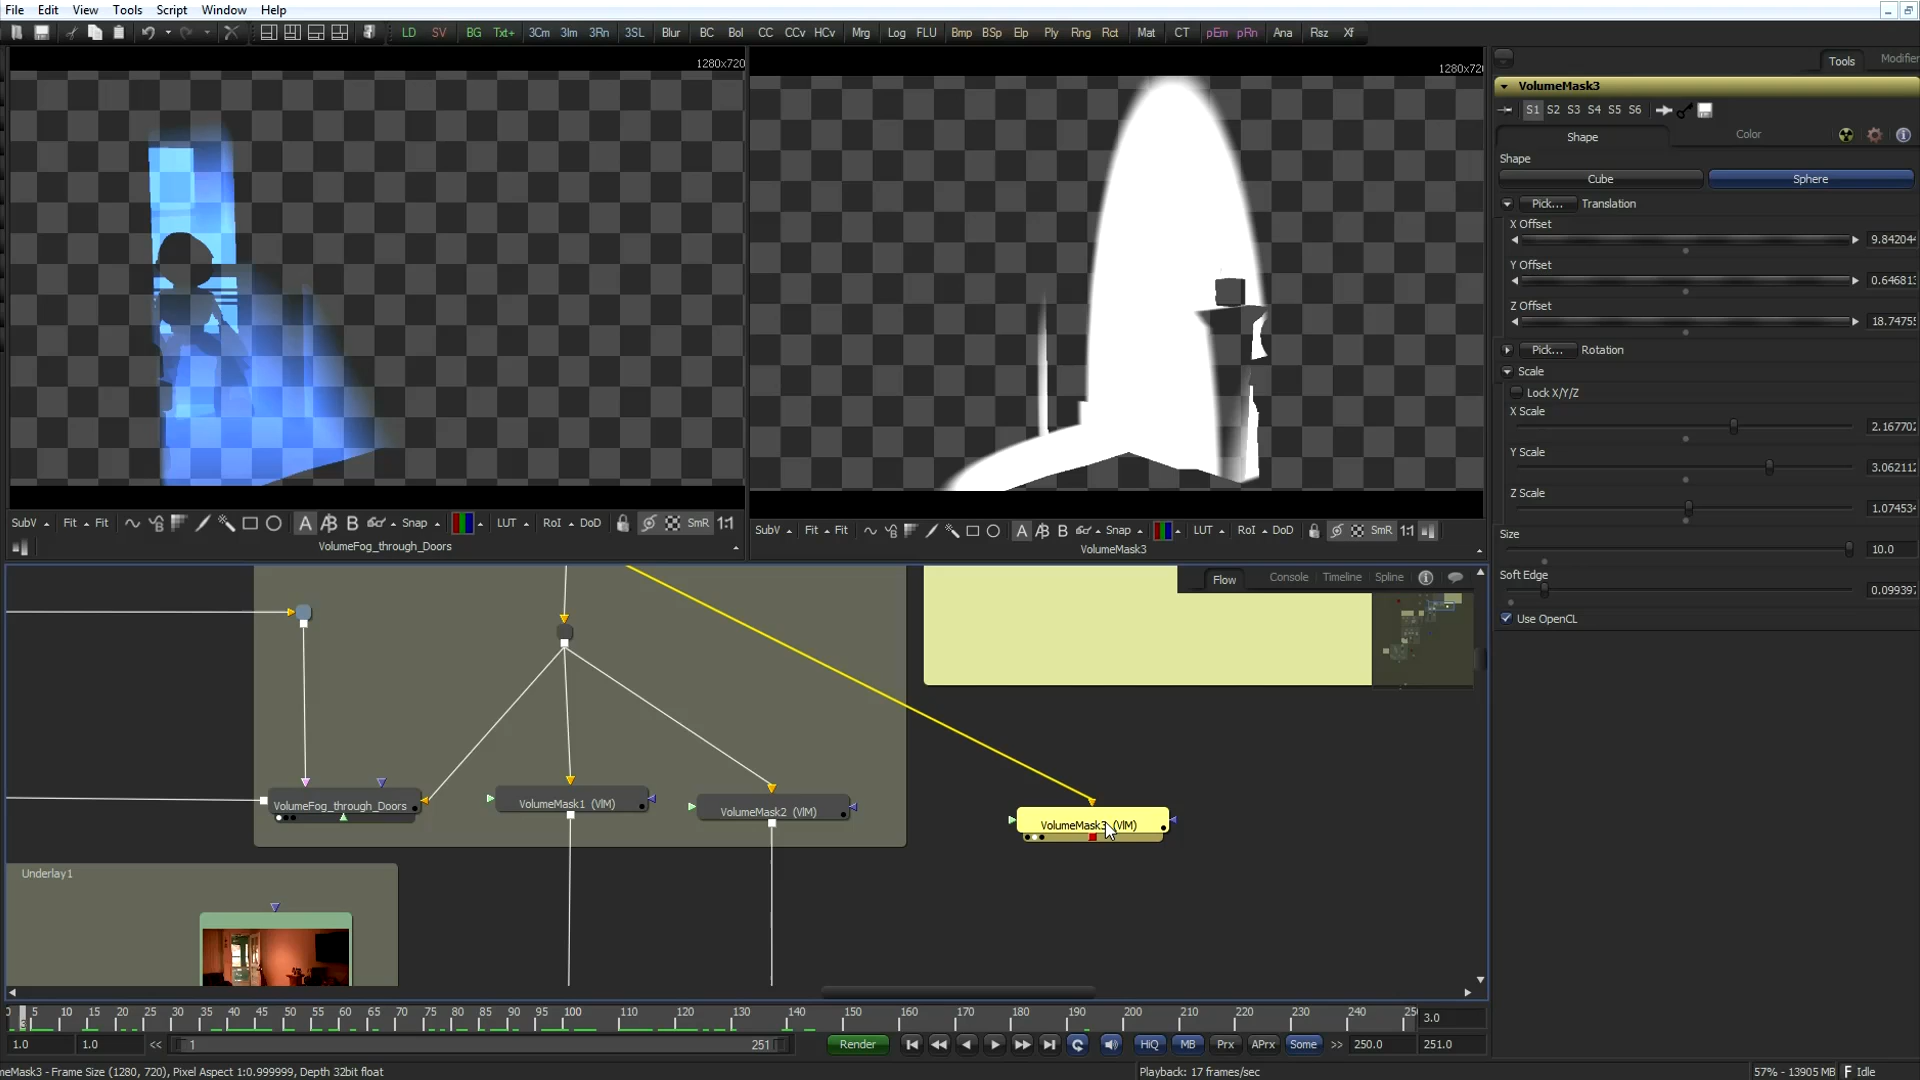 File Edit View Tools Script Window Help
LD SV BG Txt+ 3Cm 3Im 3Rn 3SL Blur BC Bol CC CCv HCv Mrg Log FLU Bmp BSp Elp Ply Rng Rct Mat CT pEm pRn Ana Rsz Xf
1280x720
1280x720
Tools Modifier
VolumeMask3
S1 S2 S3 S4 S5 S6
Shape Color
Shape
Cube Sphere
Pick... Translation
X Offset
9.842044
Y Offset
0.646813
Z Offset
18.74755
Pick... Rotation
Scale
Lock X/Y/Z
X Scale
2.167702
Y Scale
3.062112
Z Scale
1.074534
Size
10.0
Soft Edge
0.099397
Use OpenCL
SubV Fit Fit A B B Snap LUT RoI DoD SmR 1:1
VolumeFog_through_Doors
SubV Fit Fit A B B Snap LUT RoI DoD SmR 1:1
VolumeMask3
Flow Console Timeline Spline
VolumeFog_through_Doors
VolumeMask1 (VlM)
VolumeMask2 (VlM)
VolumeMask3 (VlM)
Underlay1
0 5 10 15 20 25 30 35 40 45 50 55 60 65 70 75 80 85 90 95 100 110 120 130 140 150 160 170 180 190 200 210 220 230 240 25
3.0
1.0 1.0 << 1 251 Render HiQ MB Prx APrx Some >> 250.0 251.0
meMask3 - Frame Size (1280, 720), Pixel Aspect 1:0.999999, Depth 32bit float
Playback: 17 frames/sec
57% - 13905 MB Idle